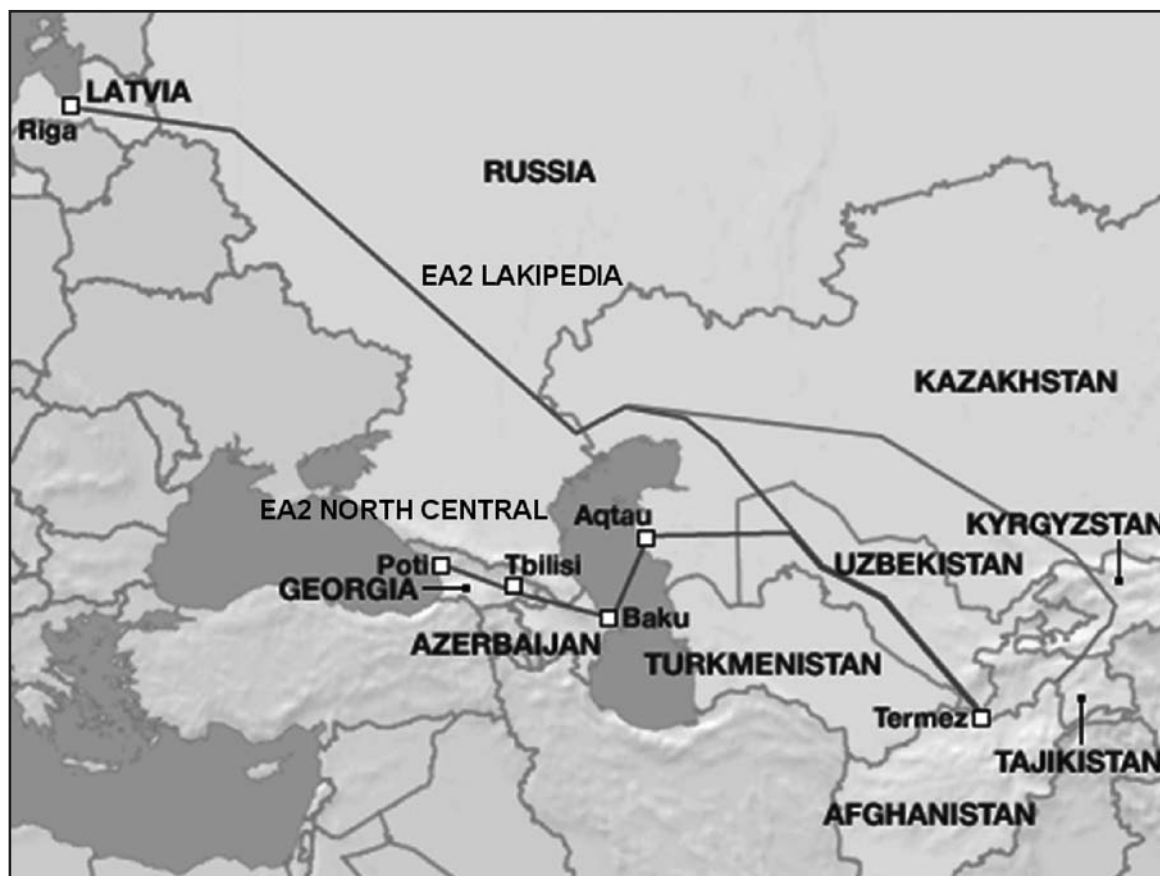 LATVIA
Riga
RUSSIA
EA2 LAKIPEDIA
KAZAKHSTAN
EA2 NORTH CENTRAL
Aqtau
KYRGYZSTAN
Poti
Tbilisi
UZBEKISTAN
GEORGIA
Baku
AZERBAIJAN
TURKMENISTAN
Termez
TAJIKISTAN
AFGHANISTAN